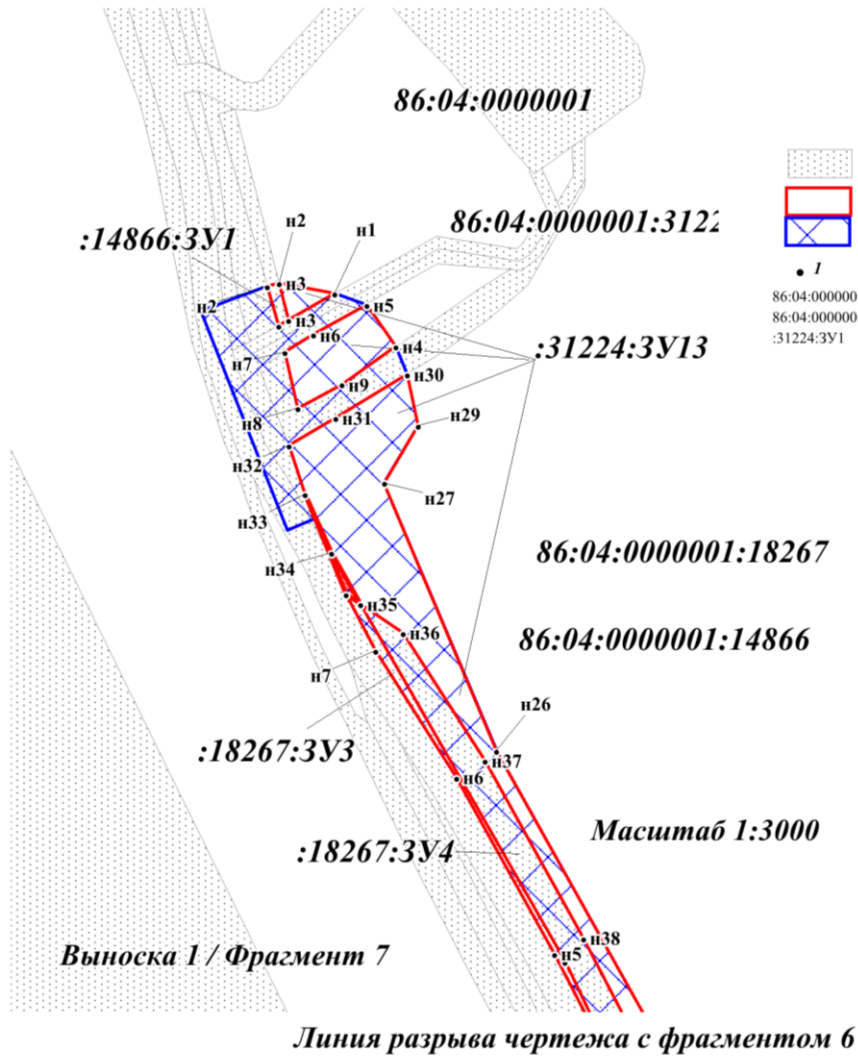 86:04:0000001
86:04:0000001:3122
:14866:ЗУ1
н2
н1
н3
н2
н3
н5
н6
н4
н7
:31224:ЗУ13
н30
н9
н8
н31
н29
н32
н27
н33
н34
н35
н36
н7
н26
н37
н6
н38
н5
1
86:04:000000
86:04:000000
:31224:ЗУ1
86:04:0000001:18267
86:04:0000001:14866
:18267:ЗУ3
Масштаб 1:3000
:18267:ЗУ4
Выноска 1 / Фрагмент 7
Линия разрыва чертежа с фрагментом 6